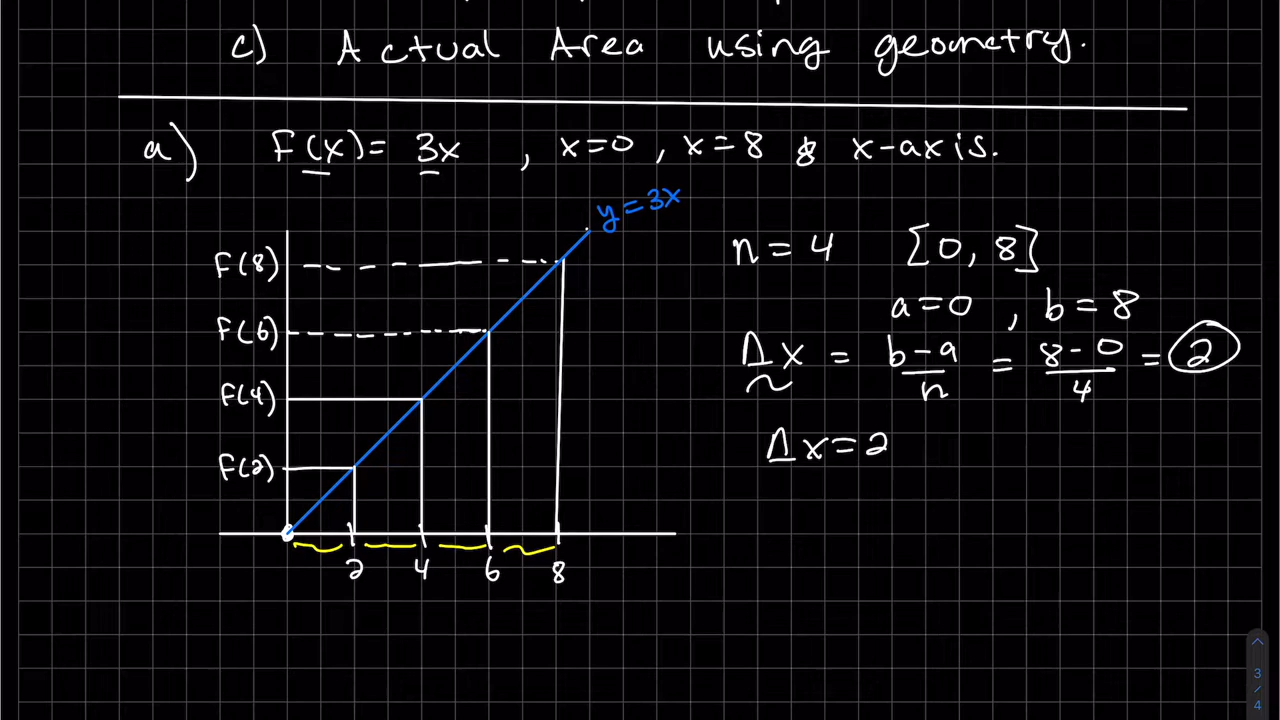 c) Actual Area using geometry.
a) F(x) = 3x , x=0 , x=8 & x-axis.
y = 3x
F(8)
F(6)
F(4)
F(2)
2 4 6 8
n = 4 [0, 8]
a=0 , b=8
Δx = b-a/n = 8-0/4 = 2
Δx=2
3/4